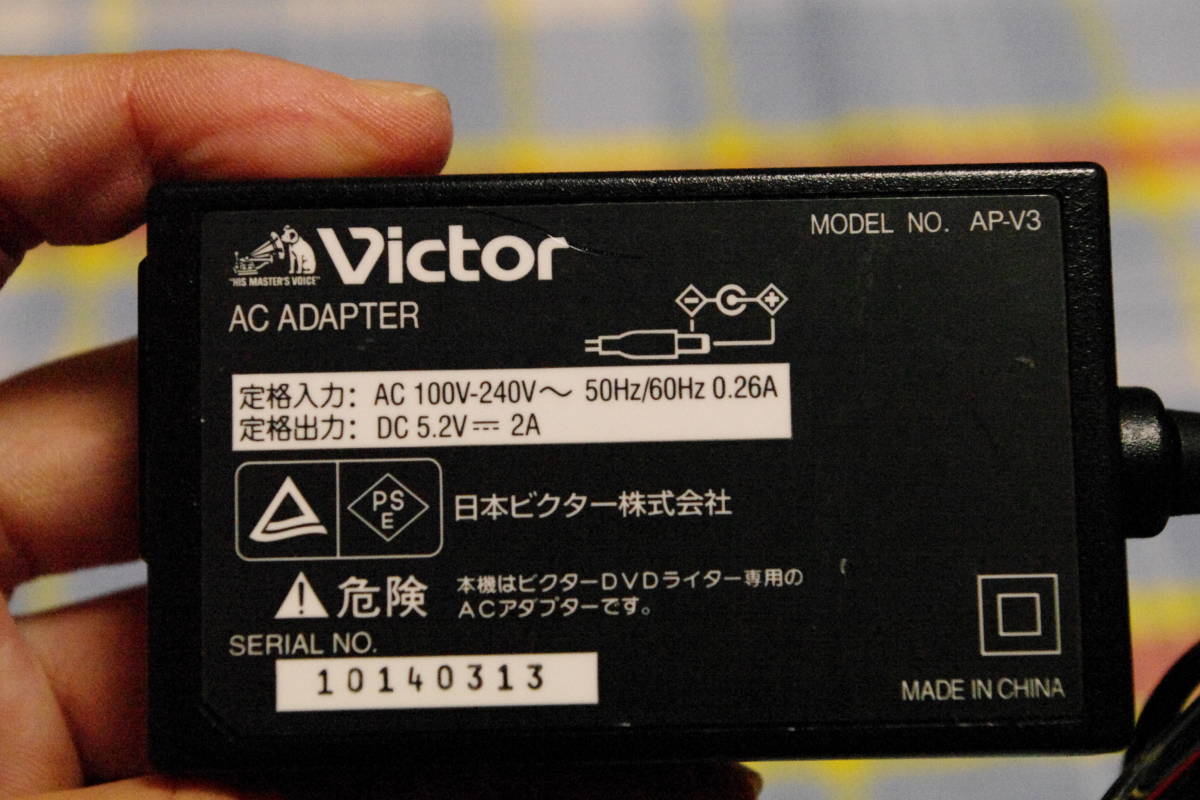 Victor
"HIS MASTER'S VOICE"
MODEL NO. AP-V3
AC ADAPTER
定格入力: AC 100V-240V～ 50Hz/60Hz 0.26A
定格出力: DC 5.2V⎓ 2A
PS
E
日本ビクター株式会社
危険
本機はビクターDVDライター専用の
ACアダプターです。
SERIAL NO.
10140313
MADE IN CHINA